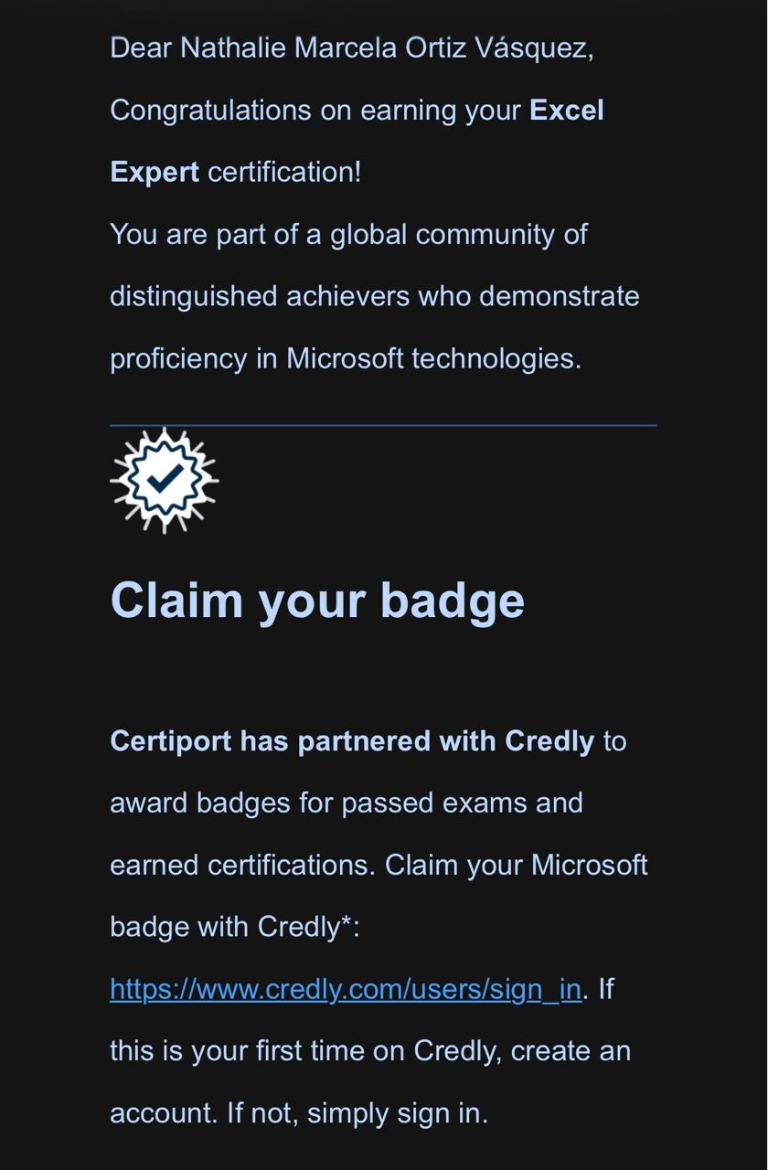 Dear Nathalie Marcela Ortiz Vásquez,
Congratulations on earning your Excel
Expert certification!
You are part of a global community of
distinguished achievers who demonstrate
proficiency in Microsoft technologies.
Claim your badge
Certiport has partnered with Credly to
award badges for passed exams and
earned certifications. Claim your Microsoft
badge with Credly*:
https://www.credly.com/users/sign_in. If
this is your first time on Credly, create an
account. If not, simply sign in.